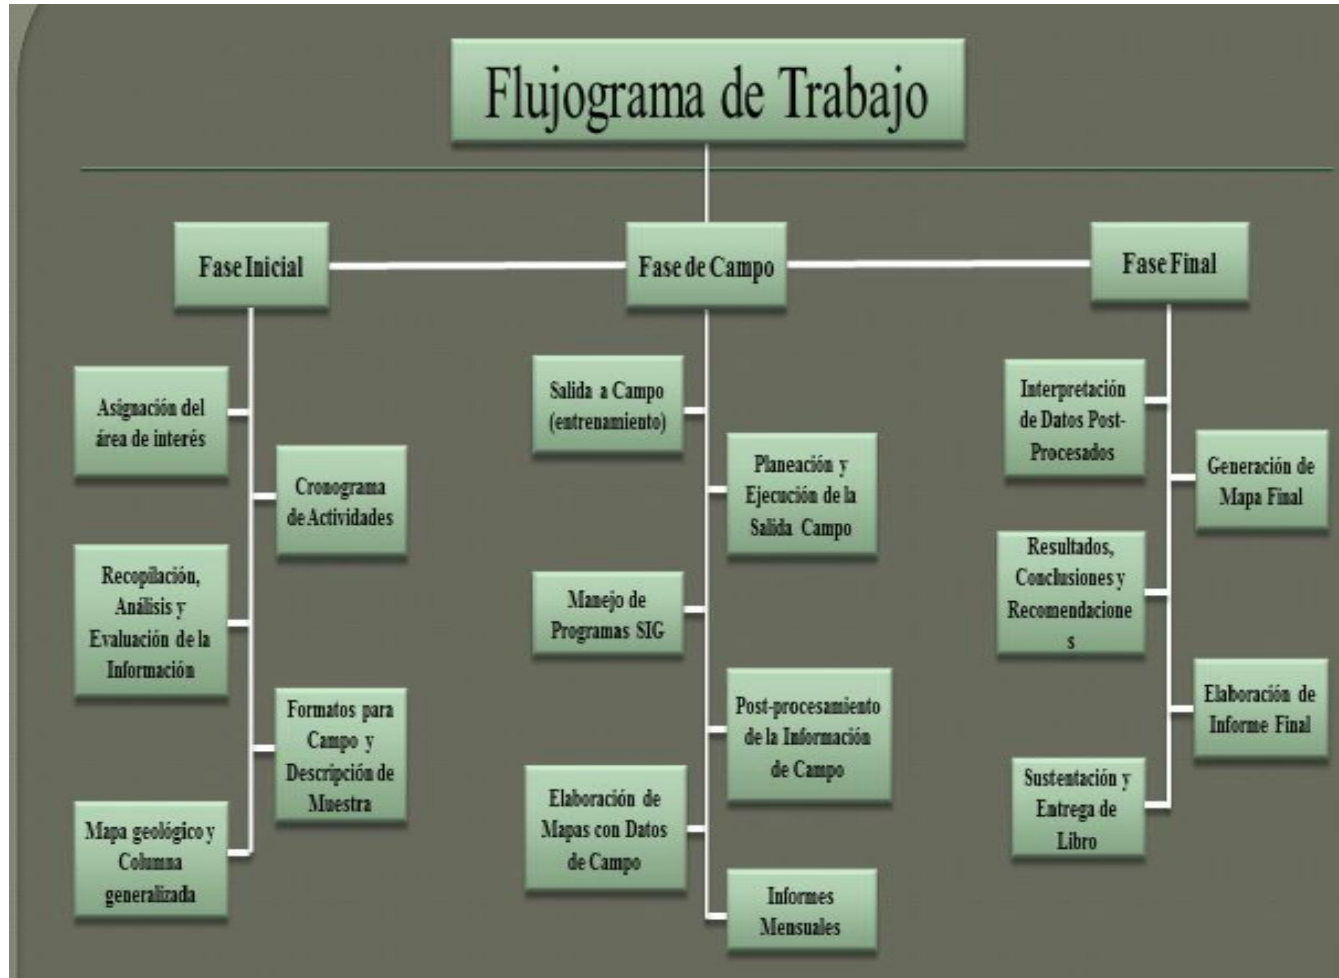 Flujograma de Trabajo
Fase Inicial
Asignación del
área de interés
Cronograma
de Actividades
Recopilación,
Análisis y
Evaluación de la
Información
Formatos para
Campo y
Descripción de
Muestra
Mapa geológico y
Columna
generalizada
Fase de Campo
Salida a Campo
(entrenamiento)
Planeación y
Ejecución de la
Salida Campo
Manejo de
Programas SIG
Post-procesamiento
de la Información
de Campo
Elaboración de
Mapas con Datos
de Campo
Informes
Mensuales
Fase Final
Interpretación
de Datos Post-
Procesados
Generación de
Mapa Final
Resultados,
Conclusiones y
Recomendacione
s
Elaboración de
Informe Final
Sustentación y
Entrega de
Libro